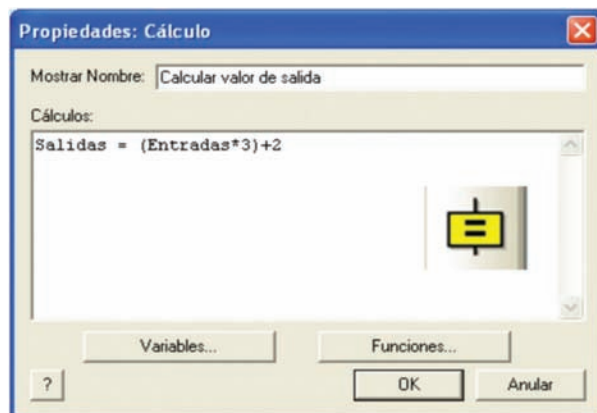 Propiedades: Cálculo
Mostrar Nombre: Calcular valor de salida
Cálculos:
Salidas = (Entradas*3)+2
Variables... Funciones...
? OK Anular